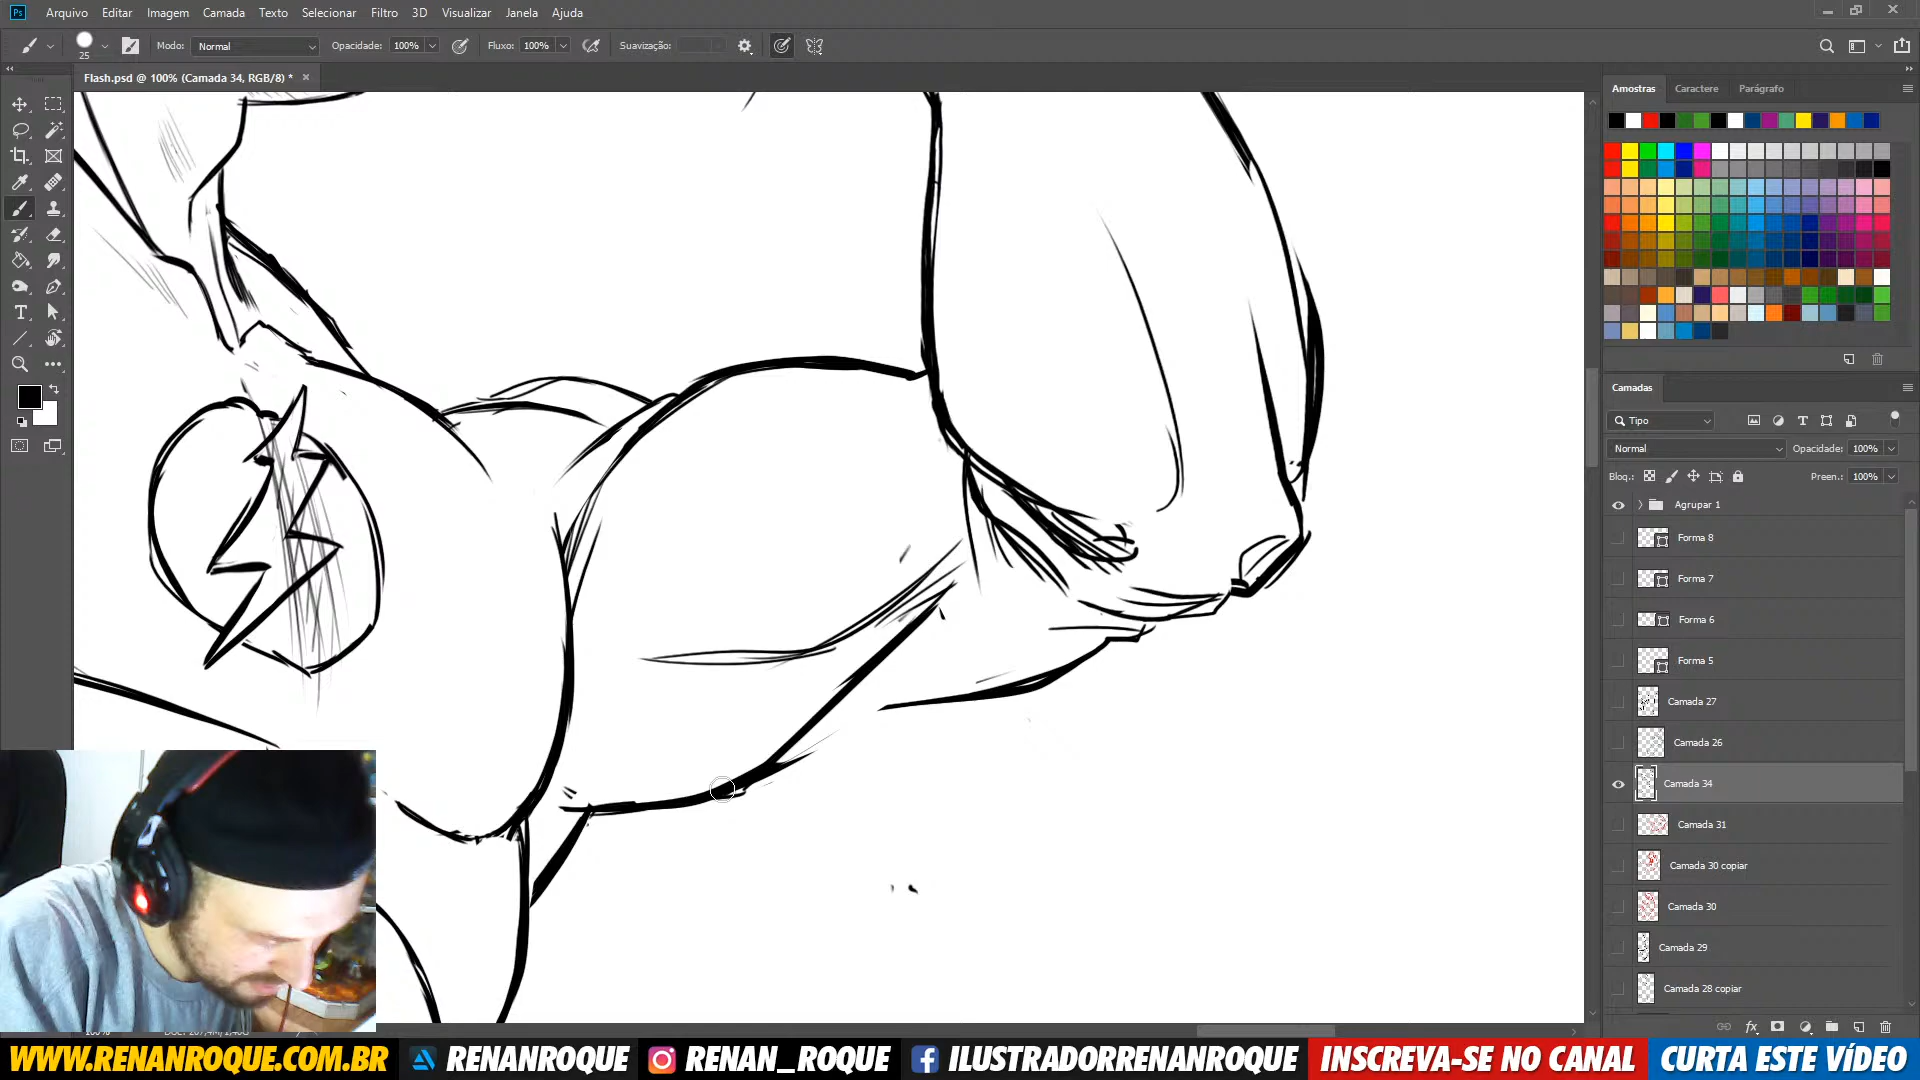 Ps Arquivo Editar Imagem Camada Texto Selecionar Filtro 3D Visualizar Janela Ajuda
25 Modo: Normal Opacidade: 100% Fluxo: 100% Suavização:
Flash.psd @ 100% (Camada 34, RGB/8) *
Amostras Caractere Parágrafo
Camadas
Tipo
Normal Opacidade: 100%
Bloq.: Preen.: 100%
Agrupar 1
Forma 8
Forma 7
Forma 6
Forma 5
Camada 27
Camada 26
Camada 34
Camada 31
Camada 30 copiar
Camada 30
Camada 29
Camada 28 copiar
WWW.RENANROQUE.COM.BR RENANROQUE RENAN__ROQUE ILUSTRADORRENANROQUE INSCREVA-SE NO CANAL CURTA ESTE VÍDEO